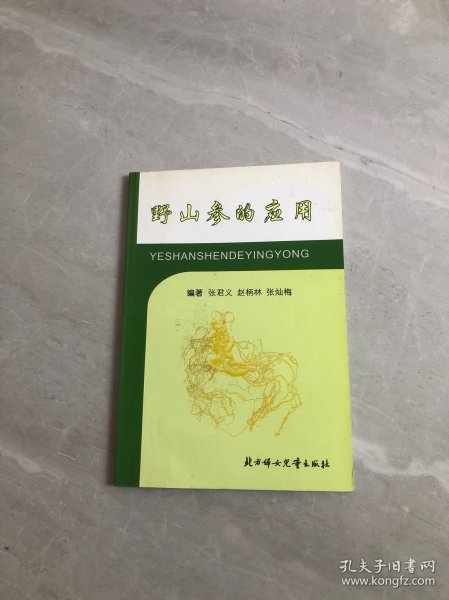 野山参的应用
YESHANSHENDEYINGYONG
编著 张君义 赵柄林 张灿梅
北方妇女儿童出版社
孔夫子旧书网
www.kongfz.com